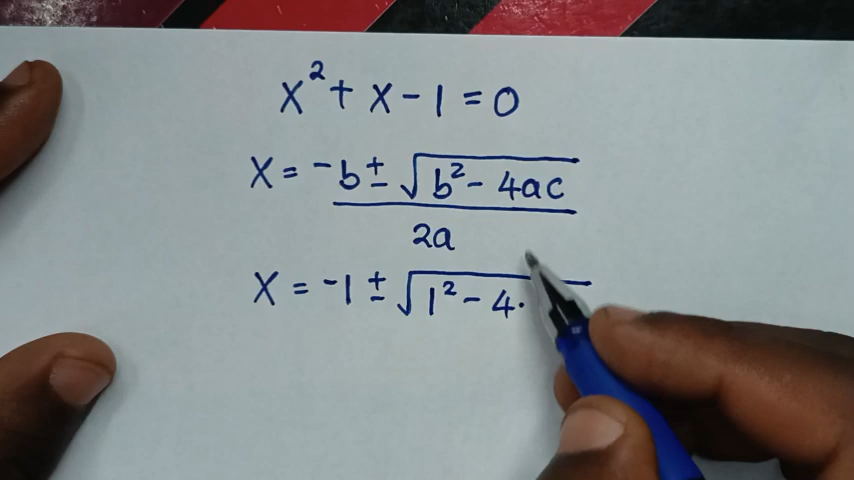 x² + x - 1 = 0
x = -b ± √b² - 4ac
2a
x = -1 ± √1² - 4·